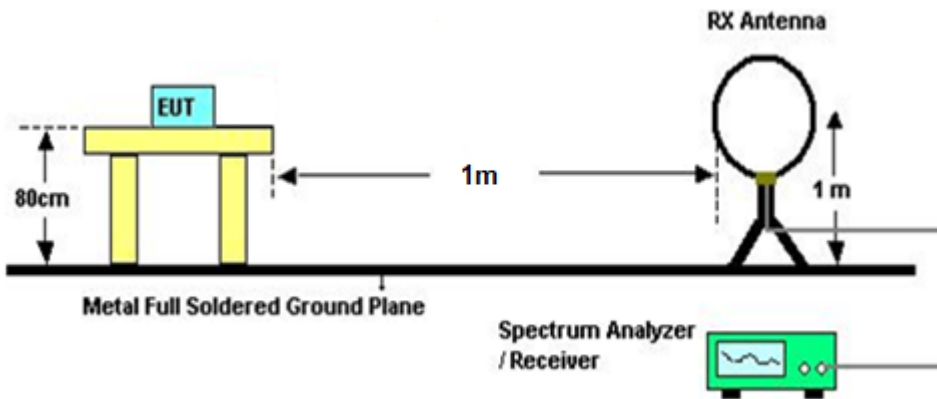 RX Antenna
EUT
80cm
1m
1 m
Metal Full Soldered Ground Plane
Spectrum Analyzer
/ Receiver